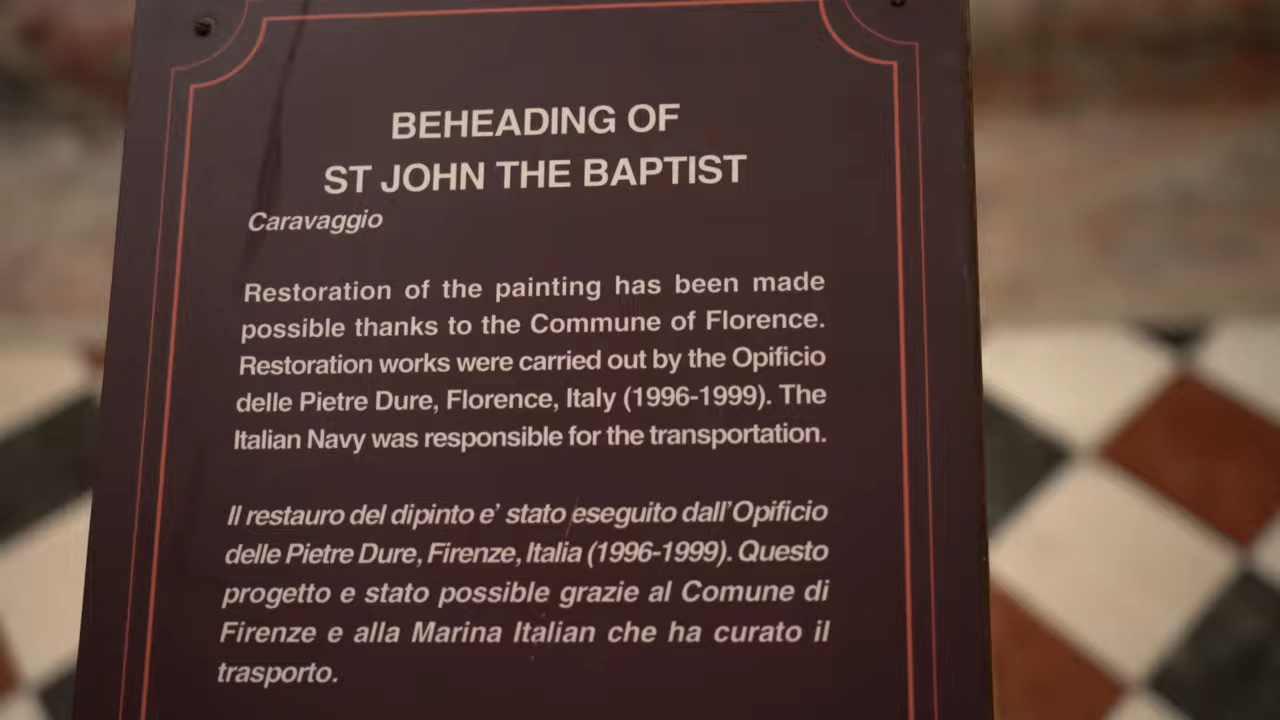 BEHEADING OF
ST JOHN THE BAPTIST
Caravaggio
Restoration of the painting has been made
possible thanks to the Commune of Florence.
Restoration works were carried out by the Opificio
delle Pietre Dure, Florence, Italy (1996-1999). The
Italian Navy was responsible for the transportation.
Il restauro del dipinto e' stato eseguito dall'Opificio
delle Pietre Dure, Firenze, Italia (1996-1999). Questo
progetto e stato possible grazie al Comune di
Firenze e alla Marina Italian che ha curato il
trasporto.